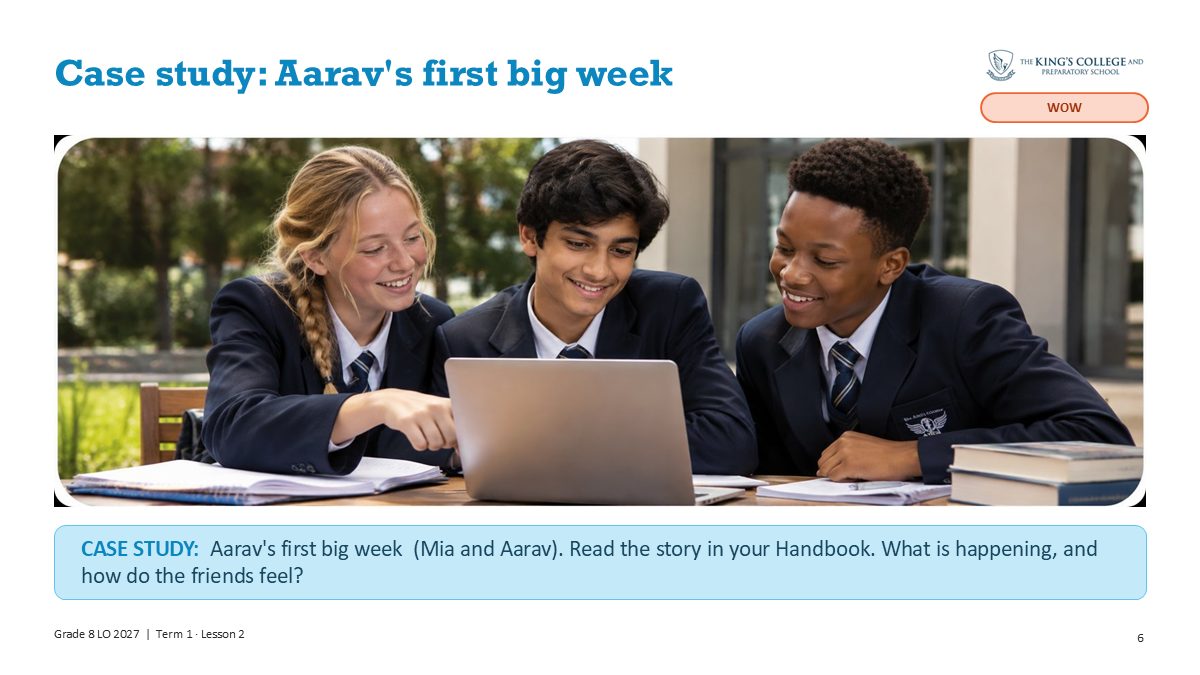 Case study: Aarav's first big week
THE KING'S COLLEGE AND
PREPARATORY SCHOOL
WOW
CASE STUDY:  Aarav's first big week  (Mia and Aarav). Read the story in your Handbook. What is happening, and
how do the friends feel?
Grade 8 LO 2027  |  Term 1 · Lesson 2
6